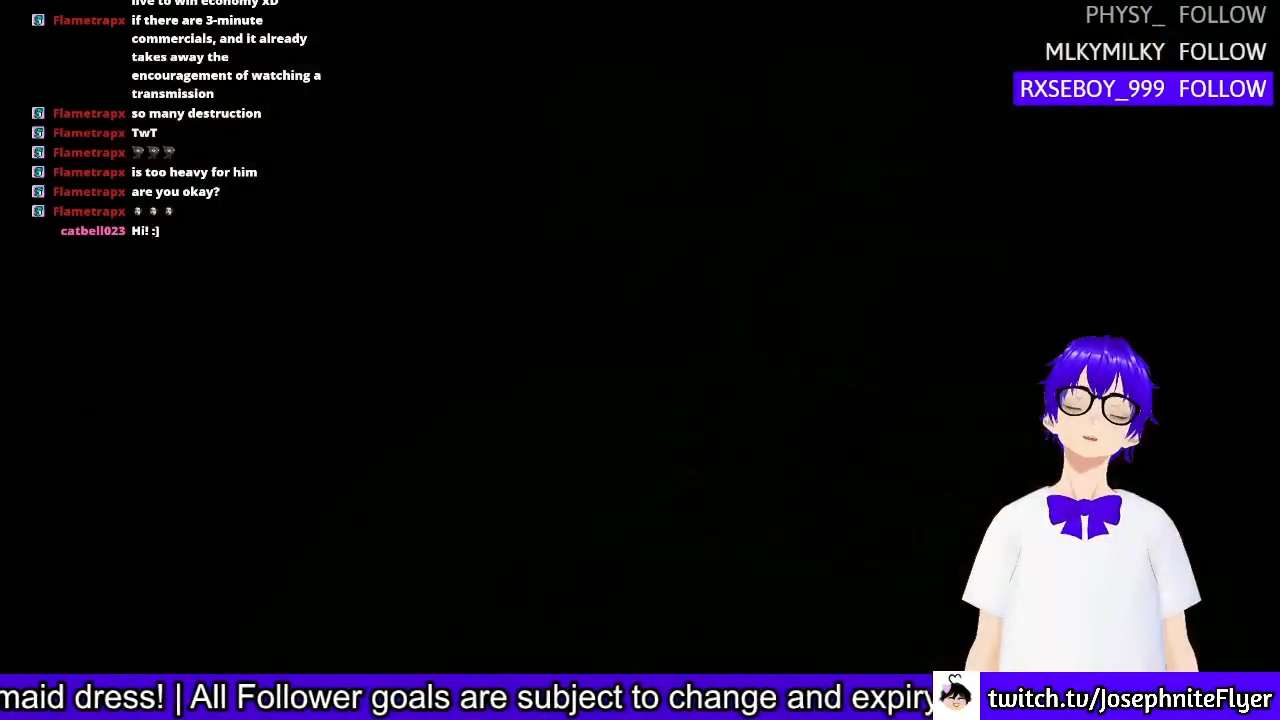 live to win economy xD
Flametrapx if there are 3-minute
commercials, and it already
takes away the
encouragement of watching a
transmission
Flametrapx so many destruction
Flametrapx TwT
Flametrapx
Flametrapx is too heavy for him
Flametrapx are you okay?
Flametrapx
catbell023 Hi! :]
PHYSY_ FOLLOW
MLKYMILKY FOLLOW
RXSEBOY_999 FOLLOW
maid dress! | All Follower goals are subject to change and expiry
twitch.tv/JosephniteFlyer